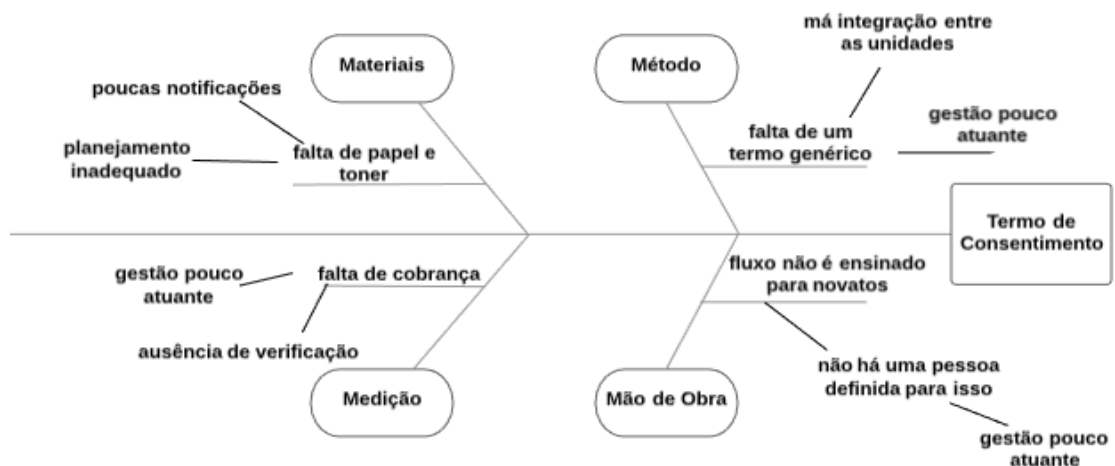 má integração entre
as unidades
Materiais
Método
poucas notificações
gestão pouco
atuante
falta de um
termo genérico
planejamento
inadequado
falta de papel e
toner
Termo de
Consentimento
fluxo não é ensinado
para novatos
gestão pouco
atuante
falta de cobrança
ausência de verificação
não há uma pessoa
definida para isso
Medição
Mão de Obra
gestão pouco
atuante